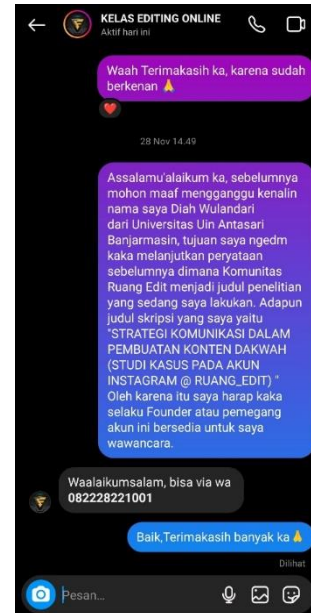 KELAS EDITING ONLINE
Aktif hari ini
Waah Terimakasih ka, karena sudah
berkenan 🙏
28 Nov 14.49
Assalamu'alaikum ka, sebelumnya
mohon maaf mengganggu kenalin
nama saya Diah Wulandari
dari Universitas Uin Antasari
Banjarmasin, tujuan saya ngedm
kaka melanjutkan peryataan
sebelumnya dimana Komunitas
Ruang Edit menjadi judul penelitian
yang sedang saya lakukan. Adapun
judul skripsi yang saya yaitu
"STRATEGI KOMUNIKASI DALAM
PEMBUATAN KONTEN DAKWAH
(STUDI KASUS PADA AKUN
INSTAGRAM @ RUANG_EDIT) "
Oleh karena itu saya harap kaka
selaku Founder atau pemegang
akun ini bersedia untuk saya
wawancara.
Waalaikumsalam, bisa via wa
082228221001
Baik,Terimakasih banyak ka🙏
Dilihat
Pesan...